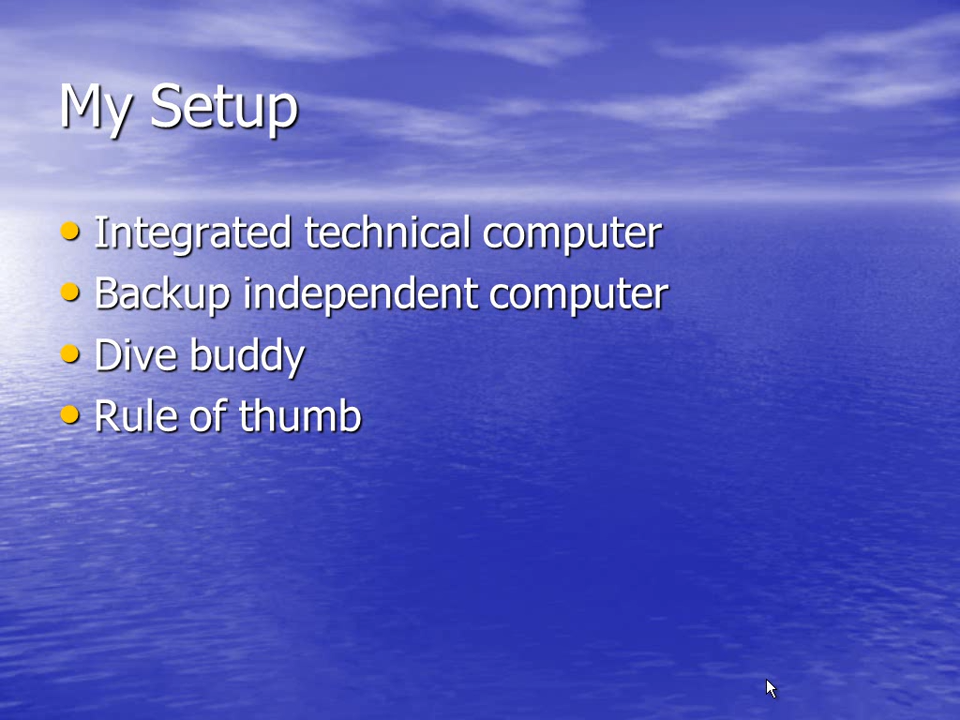 My Setup
• Integrated technical computer
• Backup independent computer
• Dive buddy
• Rule of thumb